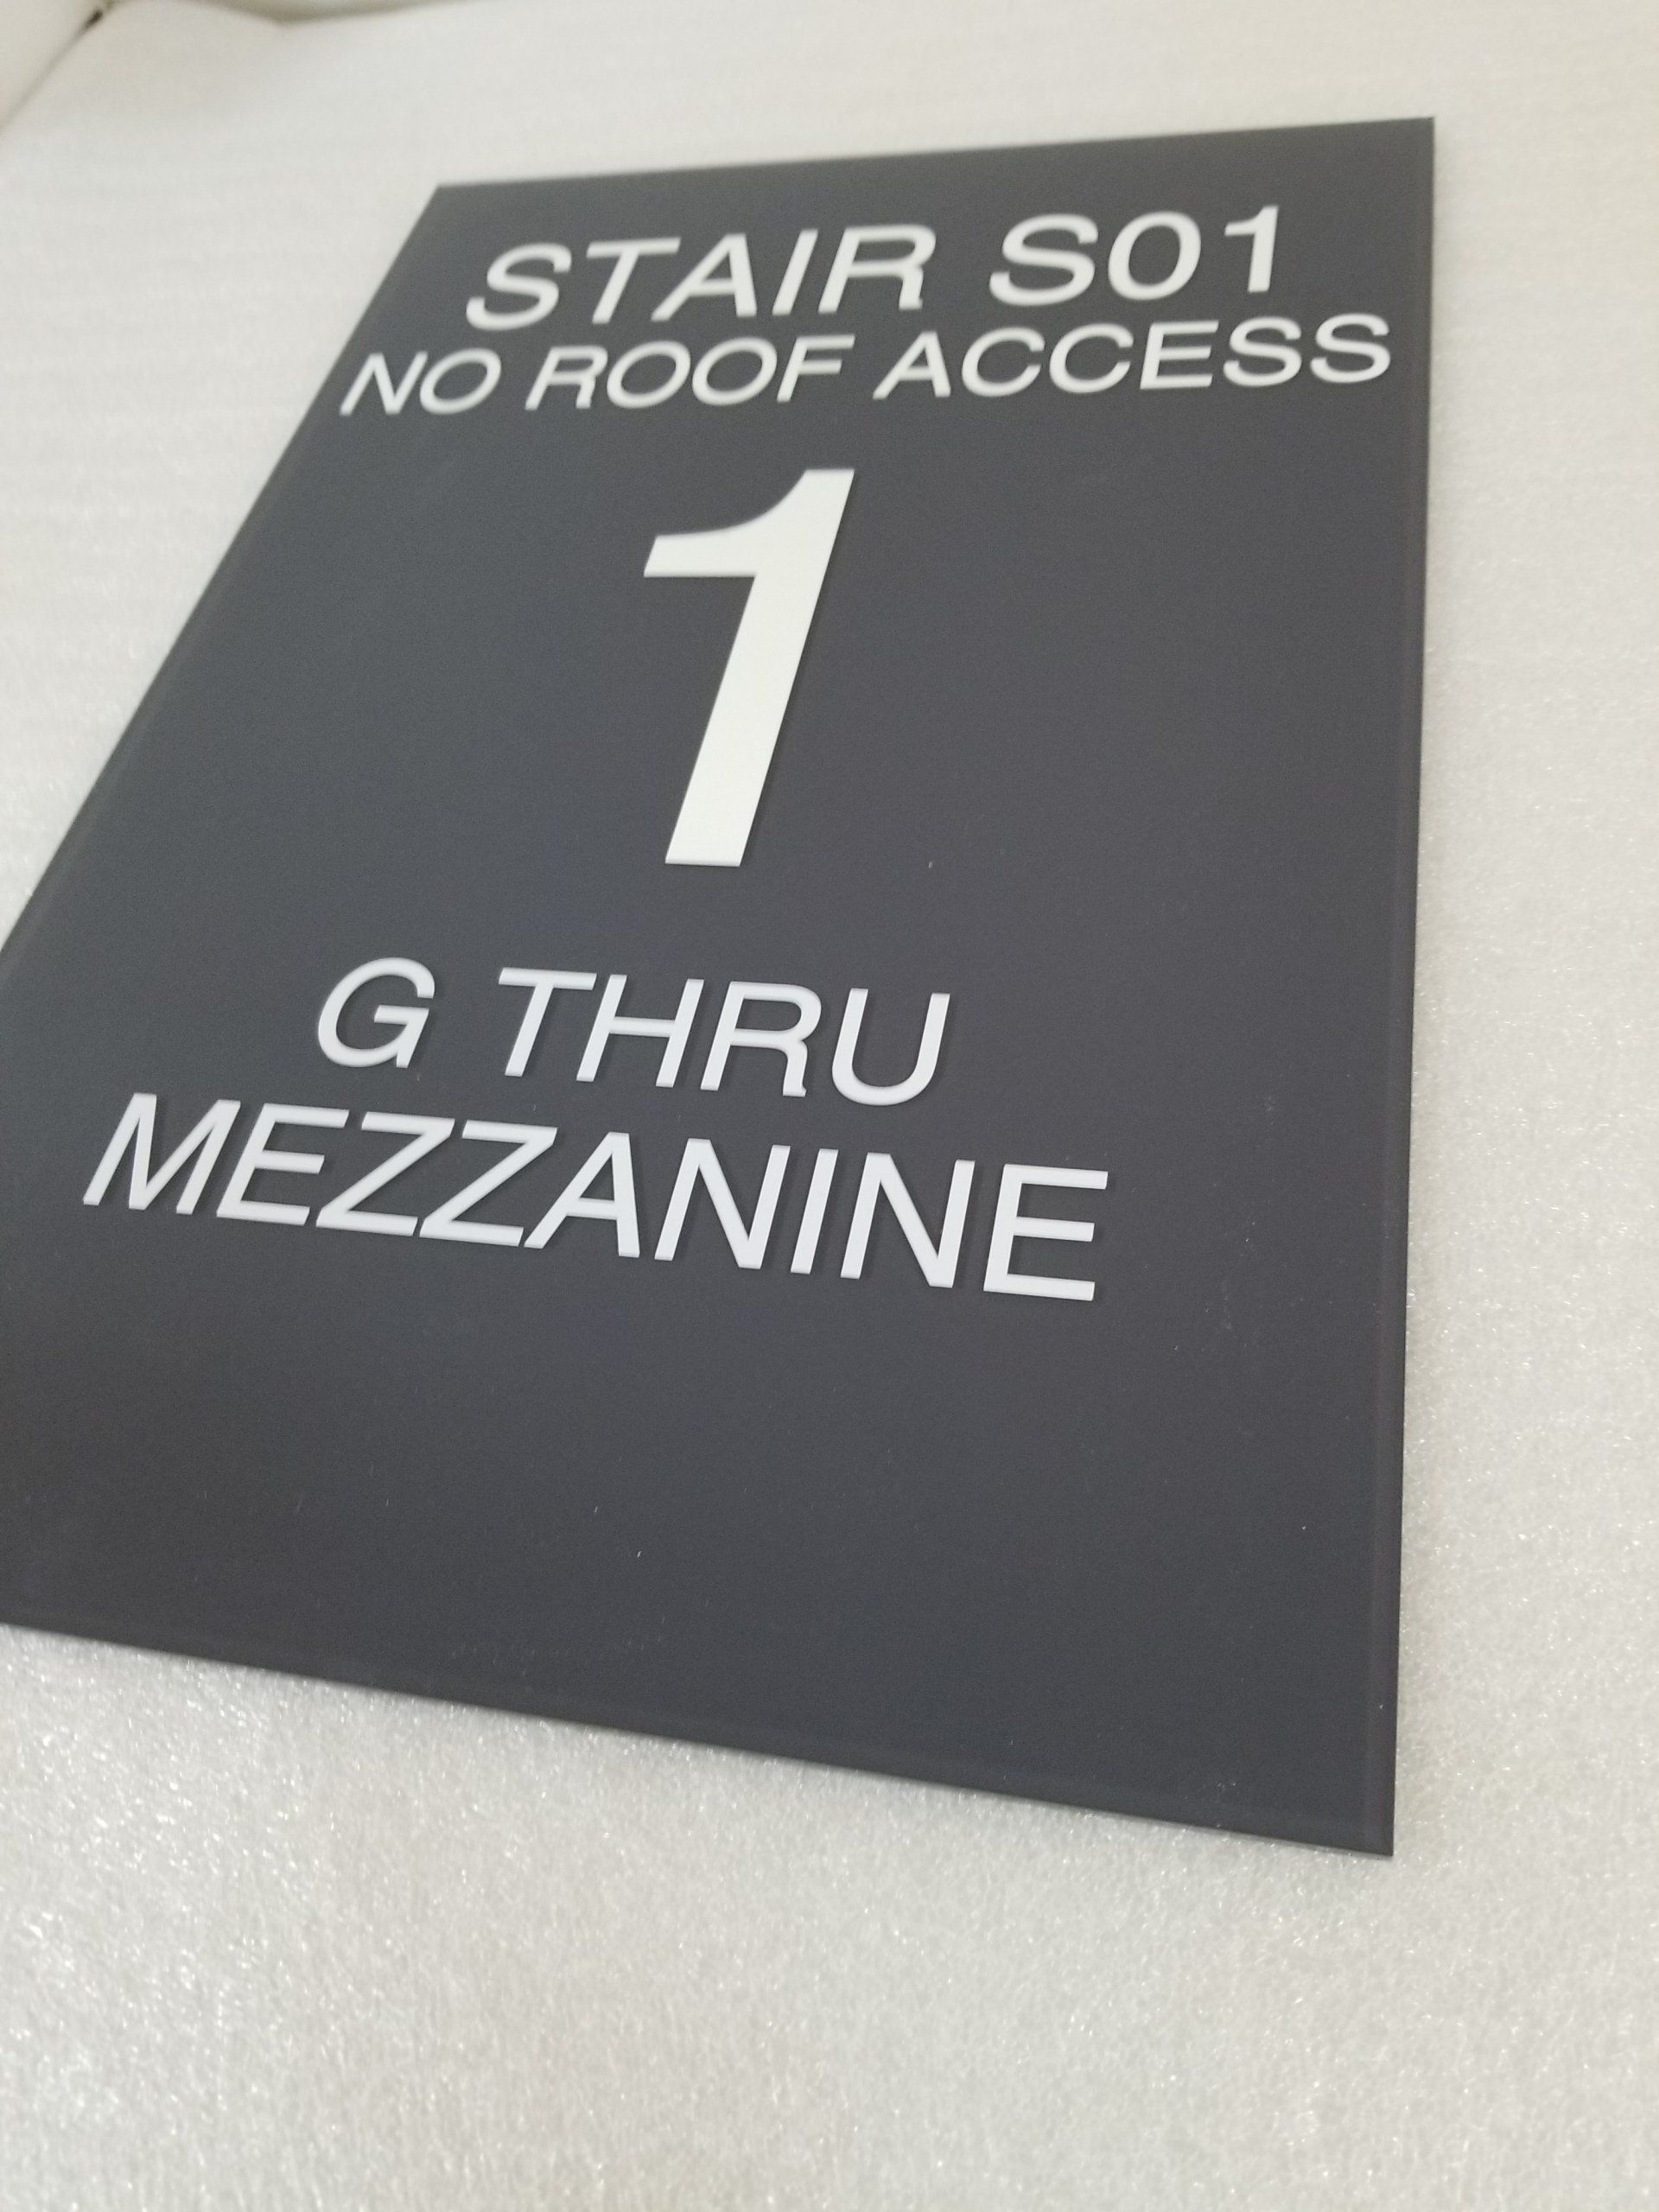 STAIR S01
NO ROOF ACCESS
1
G THRU
MEZZANINE